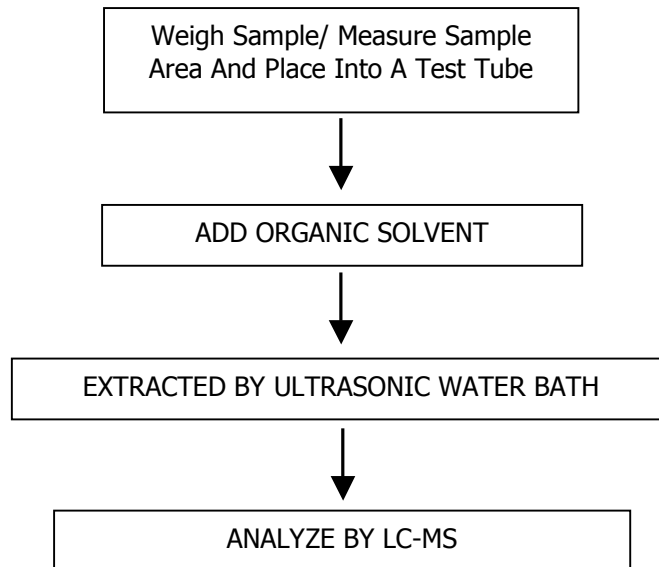 Weigh Sample/ Measure Sample
Area And Place Into A Test Tube
ADD ORGANIC SOLVENT
EXTRACTED BY ULTRASONIC WATER BATH
ANALYZE BY LC-MS